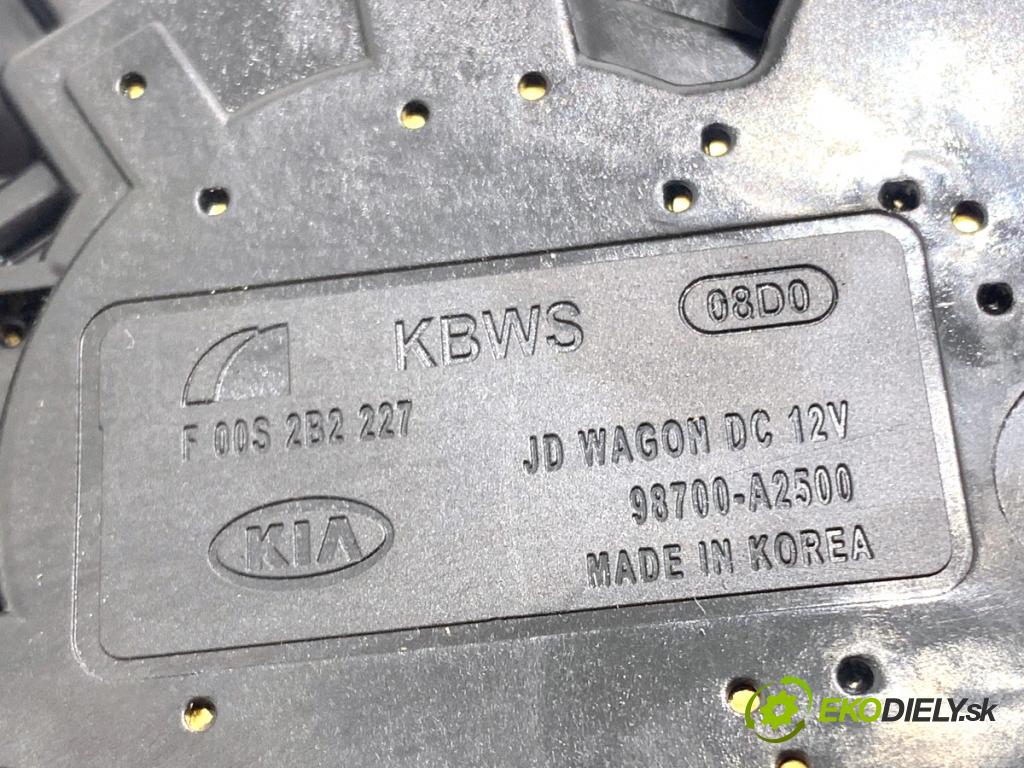 KBWS
08D0
F 00S 2B2 227
JD WAGON DC 12V
98700-A2500
KIA
MADE IN KOREA
EKODIELY.sk